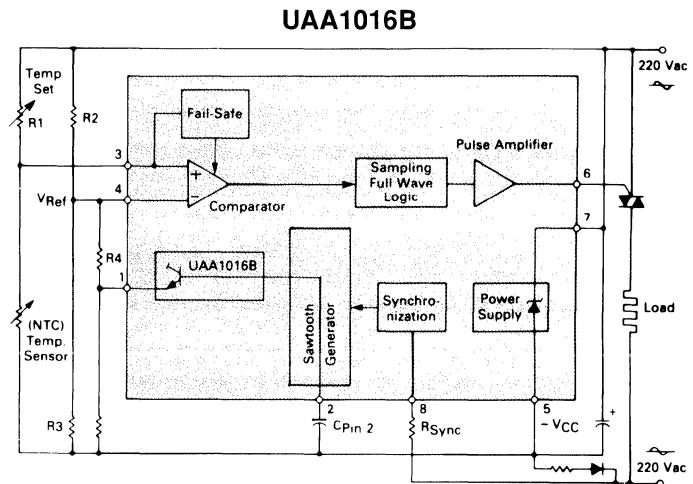 UAA1016B
220 Vac
Temp
Set
R1
R2
Fail-Safe
Pulse Amplifier
3
+
Sampling
Full Wave
Logic
6
4
VRef
–
Comparator
7
R4
1
UAA1016B
Sawtooth
Generator
Synchro-
nization
Power
Supply
Load
(NTC)
Temp.
Sensor
2
8
5
R3
CPin 2
RSync
– VCC
+
220 Vac